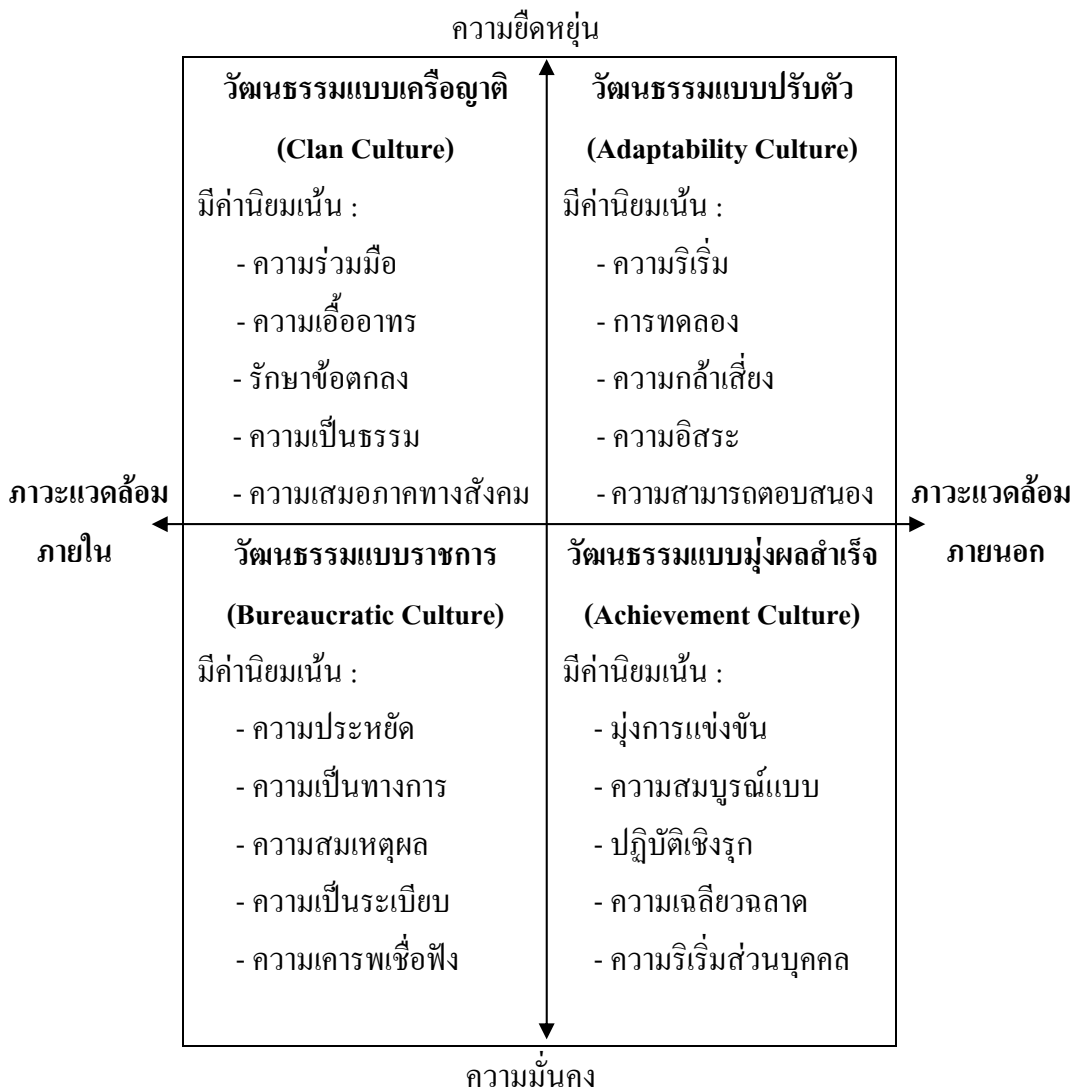 ความยืดหยุ่น
วัฒนธรรมแบบเครือญาติ
(Clan Culture)
มีค่านิยมเน้น :
- ความร่วมมือ
- ความเอื้ออาทร
- รักษาข้อตกลง
- ความเป็นธรรม
- ความเสมอภาคทางสังคม
วัฒนธรรมแบบปรับตัว
(Adaptability Culture)
มีค่านิยมเน้น :
- ความริเริ่ม
- การทดลอง
- ความกล้าเสี่ยง
- ความอิสระ
- ความสามารถตอบสนอง
ภาวะแวดล้อม
ภายใน
ภาวะแวดล้อม
ภายนอก
วัฒนธรรมแบบราชการ
(Bureaucratic Culture)
มีค่านิยมเน้น :
- ความประหยัด
- ความเป็นทางการ
- ความสมเหตุผล
- ความเป็นระเบียบ
- ความเคารพเชื่อฟัง
วัฒนธรรมแบบมุ่งผลสำเร็จ
(Achievement Culture)
มีค่านิยมเน้น :
- มุ่งการแข่งขัน
- ความสมบูรณ์แบบ
- ปฏิบัติเชิงรุก
- ความเฉลียวฉลาด
- ความริเริ่มส่วนบุคคล
ความมั่นคง